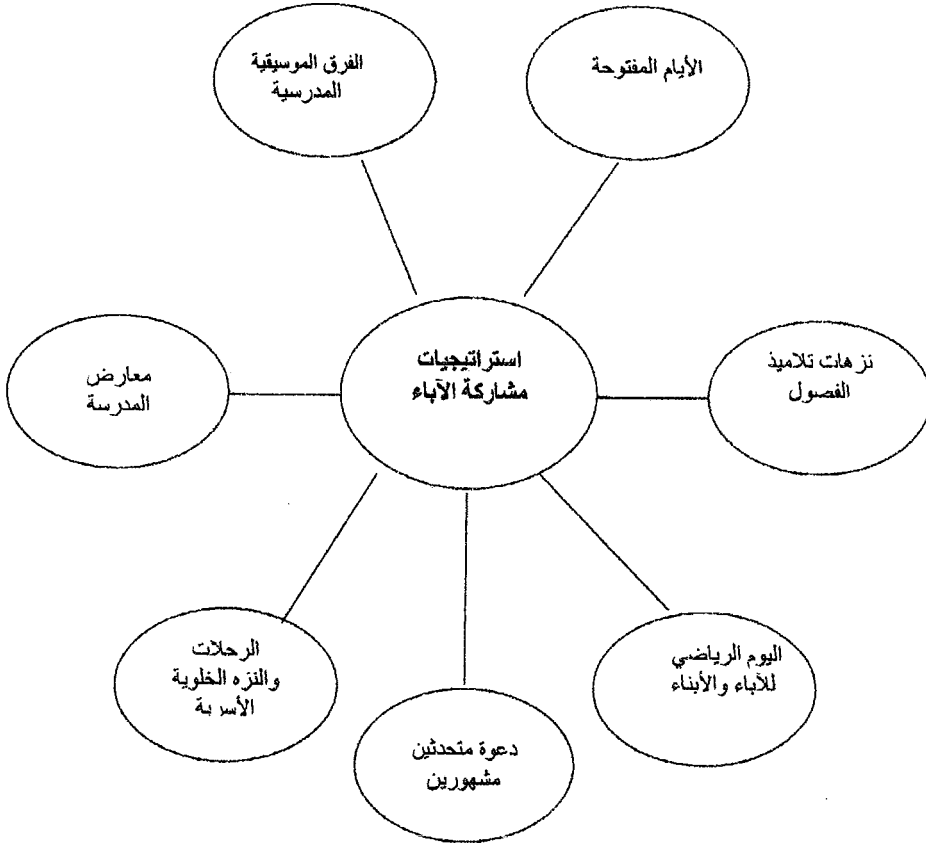 الأيام المفتوحة
الفرق الموسيقية
المدرسية
استراتيجيات
مشاركة الآباء
نزهات تلاميذ
الفصول
معارض
المدرسة
اليوم الرياضي
للآباء والأبناء
الرحلات
والنزه الخلوية
الأسرية
دعوة متحدثين
مشهورين